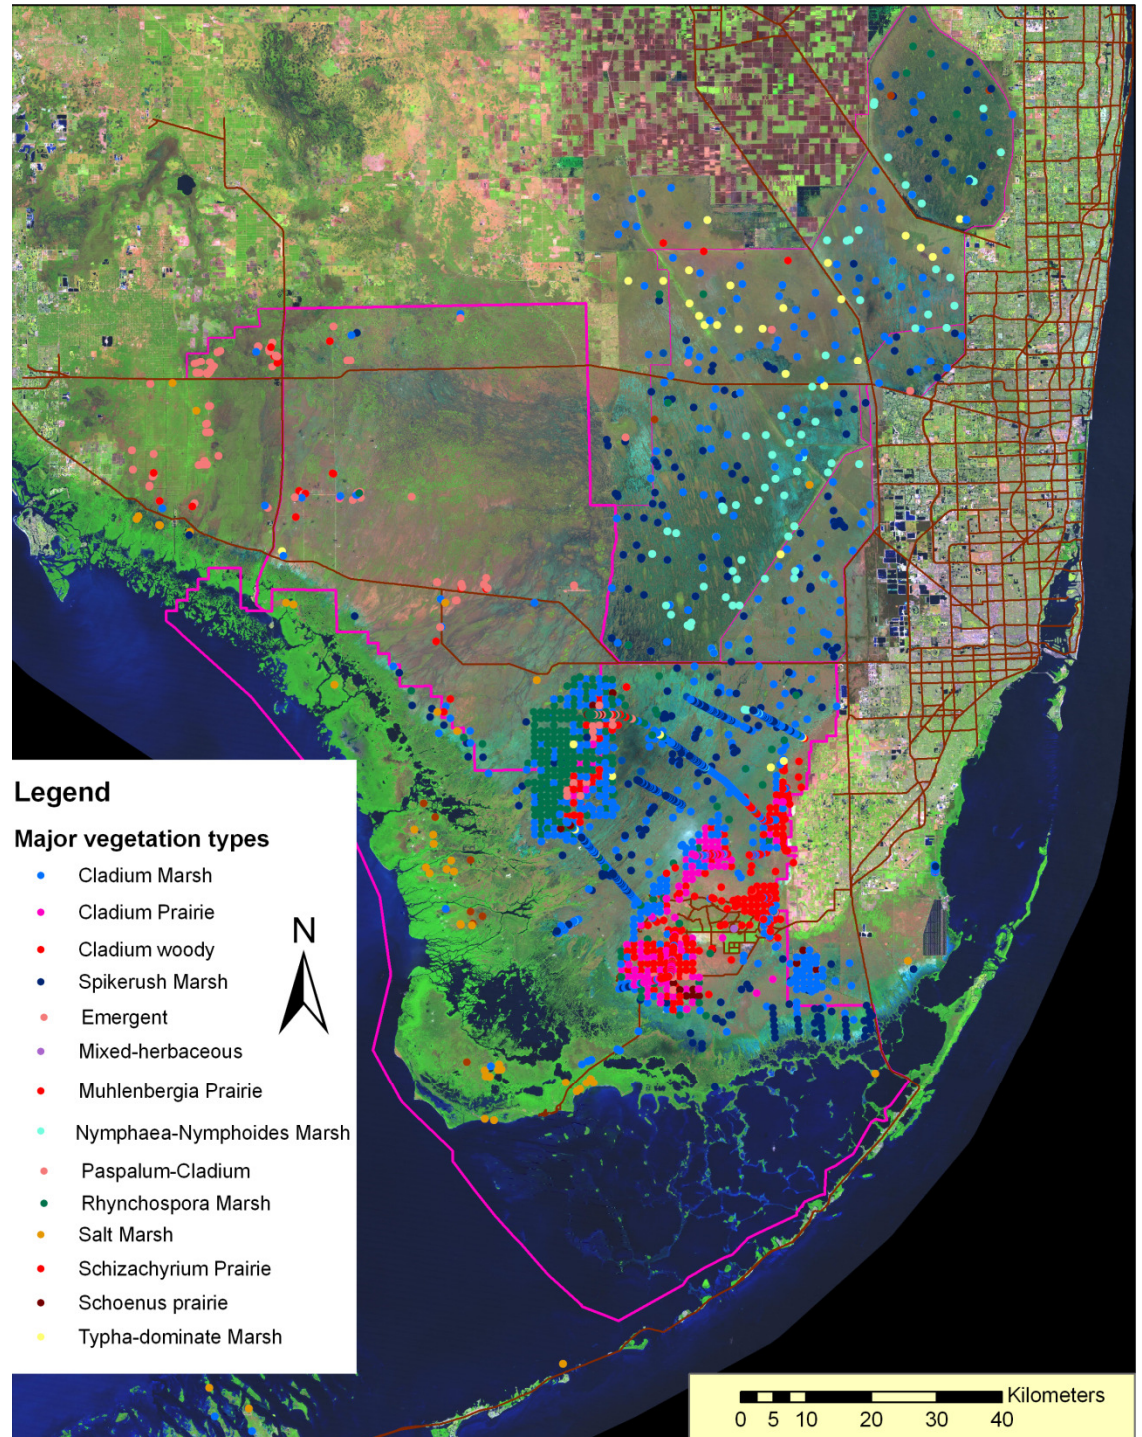 Legend
Major vegetation types
Cladium Marsh
Cladium Prairie
Cladium woody
Spikerush Marsh
Emergent
Mixed-herbaceous
Muhlenbergia Prairie
Nymphaea-Nymphoides Marsh
Paspalum-Cladium
Rhynchospora Marsh
Salt Marsh
Schizachyrium Prairie
Schoenus prairie
Typha-dominate Marsh
N
Kilometers
0 5 10 20 30 40